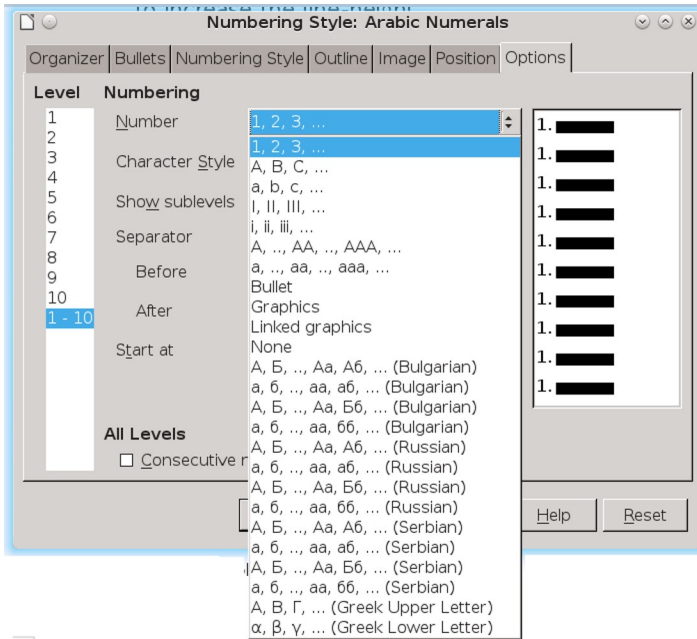 to increase the line-height
Numbering Style: Arabic Numerals
Organizer Bullets Numbering Style Outline Image Position Options
Level Numbering
1
2
3
4
5
6
7
8
9
10
1 - 10
Number
Character Style
Show sublevels
Separator
Before
After
Start at
All Levels
Consecutive
1, 2, 3, ...
1, 2, 3, ...
A, B, C, ...
a, b, c, ...
I, II, III, ...
i, ii, iii, ...
A, .., AA, .., AAA, ...
a, .., aa, .., aaa, ...
Bullet
Graphics
Linked graphics
None
А, Б, .., Аа, Аб, ... (Bulgarian)
а, б, .., аа, аб, ... (Bulgarian)
А, Б, .., Аа, Бб, ... (Bulgarian)
а, б, .., аа, бб, ... (Bulgarian)
А, Б, .., Аа, Аб, ... (Russian)
а, б, .., аа, аб, ... (Russian)
А, Б, .., Аа, Бб, ... (Russian)
а, б, .., аа, бб, ... (Russian)
А, Б, .., Аа, Аб, ... (Serbian)
а, б, .., аа, аб, ... (Serbian)
А, Б, .., Аа, Бб, ... (Serbian)
а, б, .., аа, бб, ... (Serbian)
Α, Β, Γ, ... (Greek Upper Letter)
α, β, γ, ... (Greek Lower Letter)
1.
1.
1.
1.
1.
1.
1.
1.
1.
1.
Help Reset